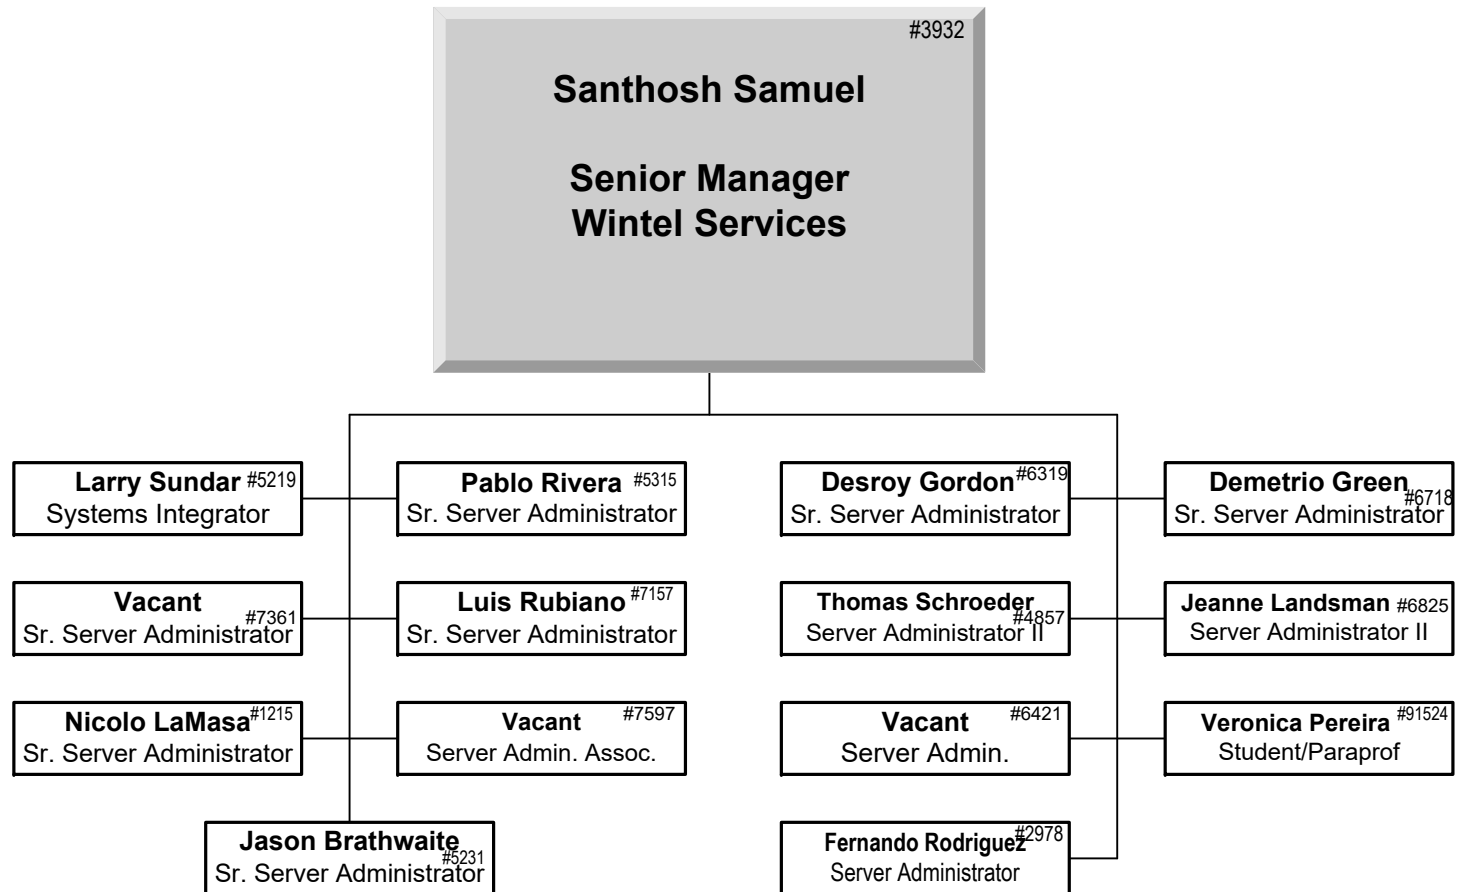 #3932
Santhosh Samuel
Senior Manager
Wintel Services
Larry Sundar #5219
Systems Integrator
Pablo Rivera #5315
Sr. Server Administrator
Desroy Gordon #6319
Sr. Server Administrator
Demetrio Green #6718
Sr. Server Administrator
Vacant #7361
Sr. Server Administrator
Luis Rubiano #7157
Sr. Server Administrator
Thomas Schroeder #4857
Server Administrator II
Jeanne Landsman #6825
Server Administrator II
Nicolo LaMasa #1215
Sr. Server Administrator
Vacant #7597
Server Admin. Assoc.
Vacant #6421
Server Admin.
Veronica Pereira #91524
Student/Paraprof
Jason Brathwaite #5231
Sr. Server Administrator
Fernando Rodriguez #2978
Server Administrator